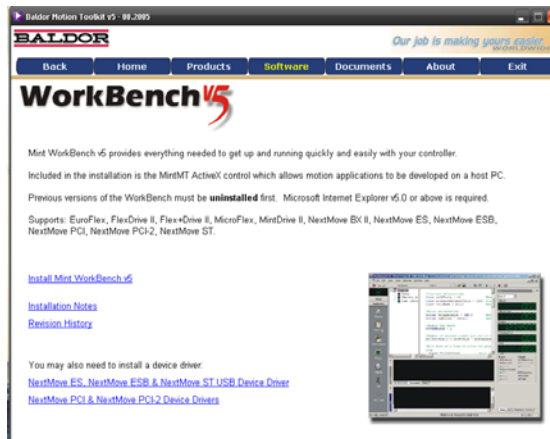 Baldor Motion Toolkit v5 - 08.2005
BALDOR
Our job is making yours easier
WORLDWIDE
Back Home Products Software Documents About Exit
WorkBench v5
Mint WorkBench v5 provides everything needed to get up and running quickly and easily with your controller.
Included in the installation is the MintMT ActiveX control which allows motion applications to be developed on a host PC.
Previous versions of the WorkBench must be uninstalled first. Microsoft Internet Explorer v5.0 or above is required.
Supports: EuroFlex, FlexDrive II, Flex+Drive II, MicroFlex, MintDrive II, NextMove BX II, NextMove ES, NextMove ESB,
NextMove PCI, NextMove PCI-2, NextMove ST.
Install Mint WorkBench v5
Installation Notes
Revision History
You may also need to install a device driver:
NextMove ES, NextMove ESB & NextMove ST USB Device Driver
NextMove PCI & NextMove PCI-2 Device Drivers